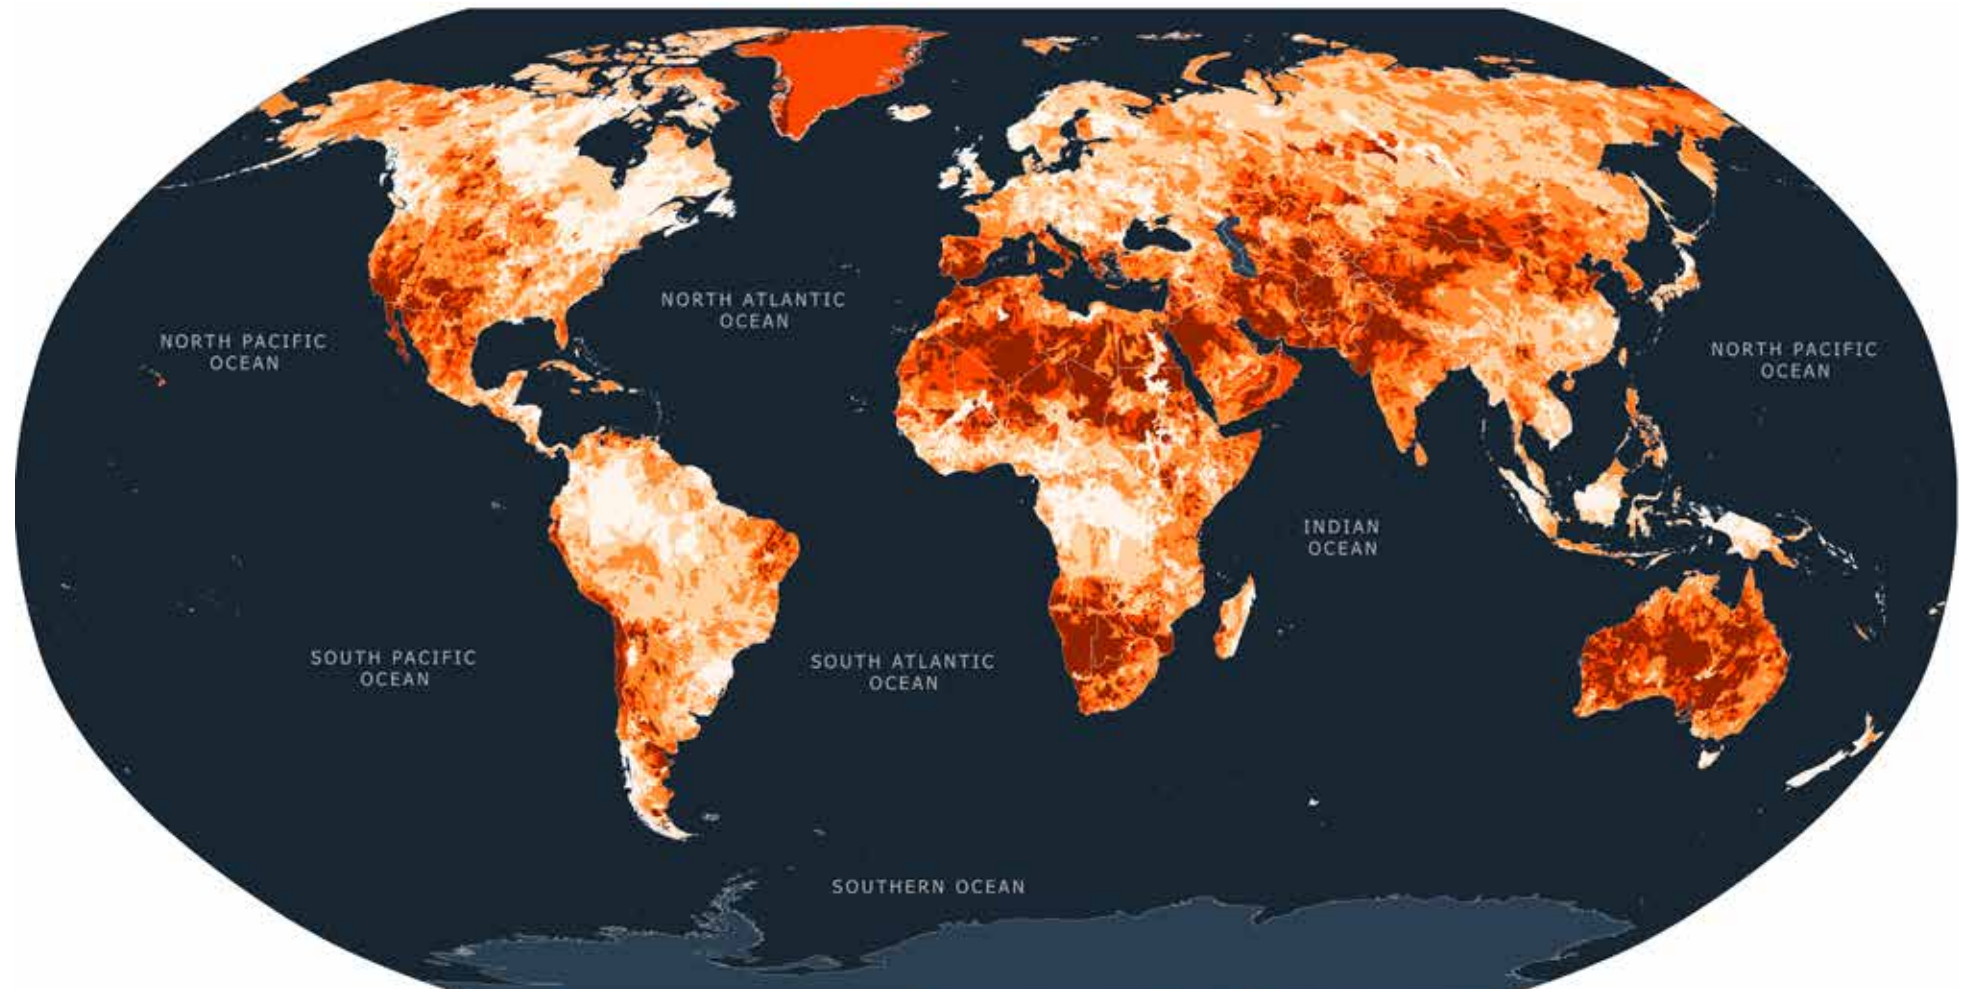 NORTH ATLANTIC
OCEAN
NORTH PACIFIC
OCEAN
NORTH PACIFIC
OCEAN
INDIAN
OCEAN
SOUTH PACIFIC
OCEAN
SOUTH ATLANTIC
OCEAN
SOUTHERN OCEAN